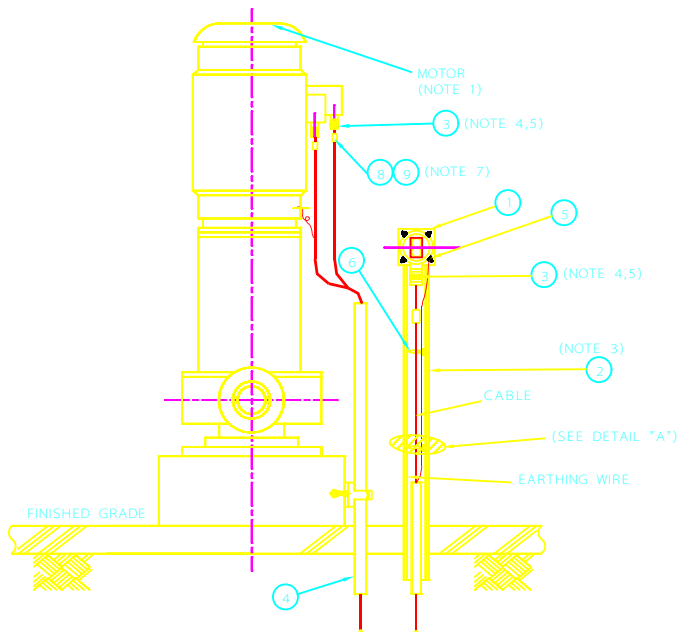 MOTOR
(NOTE 1)
3 (NOTE 4,5)
8 9 (NOTE 7)
1
5
6
3 (NOTE 4,5)
(NOTE 3)
2
CABLE
(SEE DETAIL "A")
EARTHING WIRE
FINISHED GRADE
4